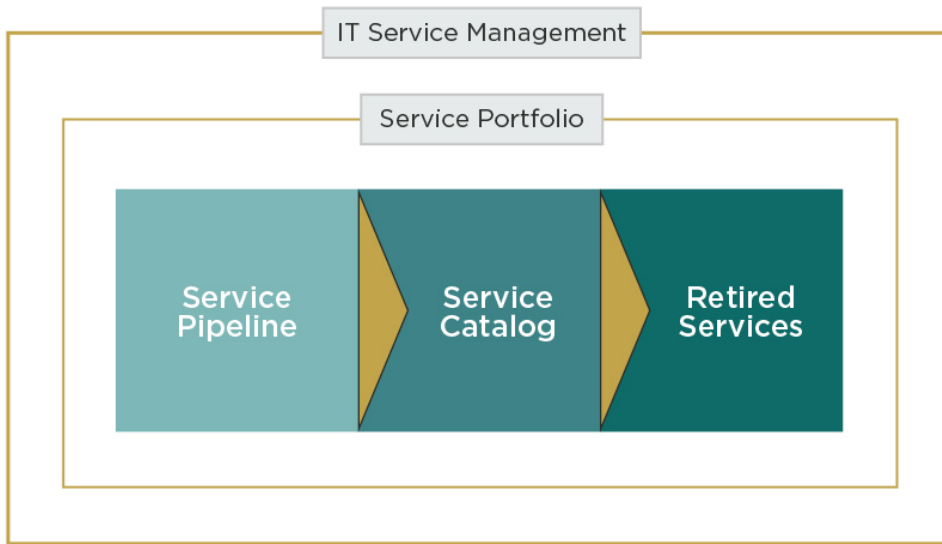 IT Service Management
Service Portfolio
Service
Pipeline
Service
Catalog
Retired
Services